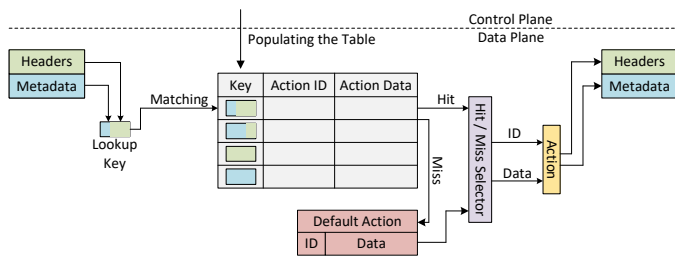 Control Plane
Populating the Table
Data Plane
Headers
Metadata
Lookup
Key
Matching
Key Action ID Action Data
Hit
Miss
Hit / Miss Selector
ID
Data
Action
Headers
Metadata
Default Action
ID Data